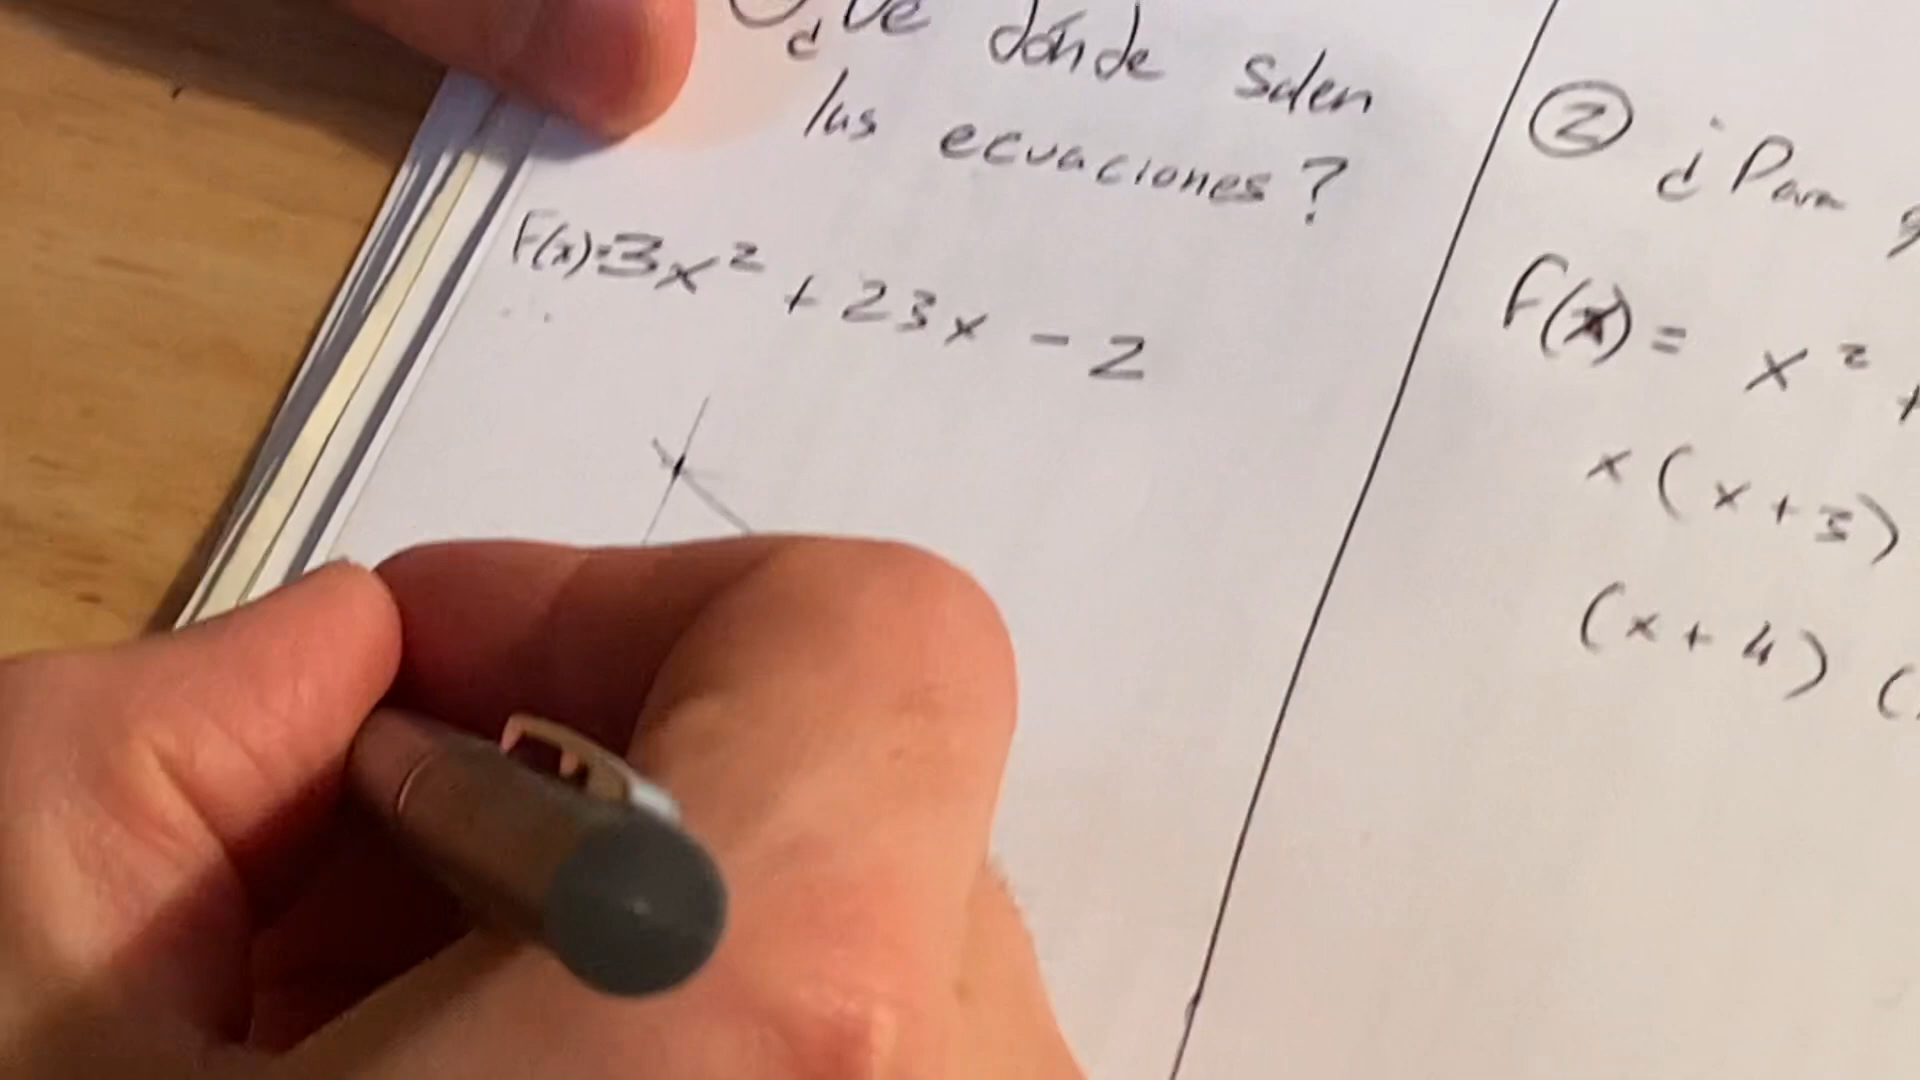 ¿De dónde salen
las ecuaciones?
F(x)=3x² + 23x - 2
② ¿Para
F(x) = x² +
x(x+3)
(x+4)(